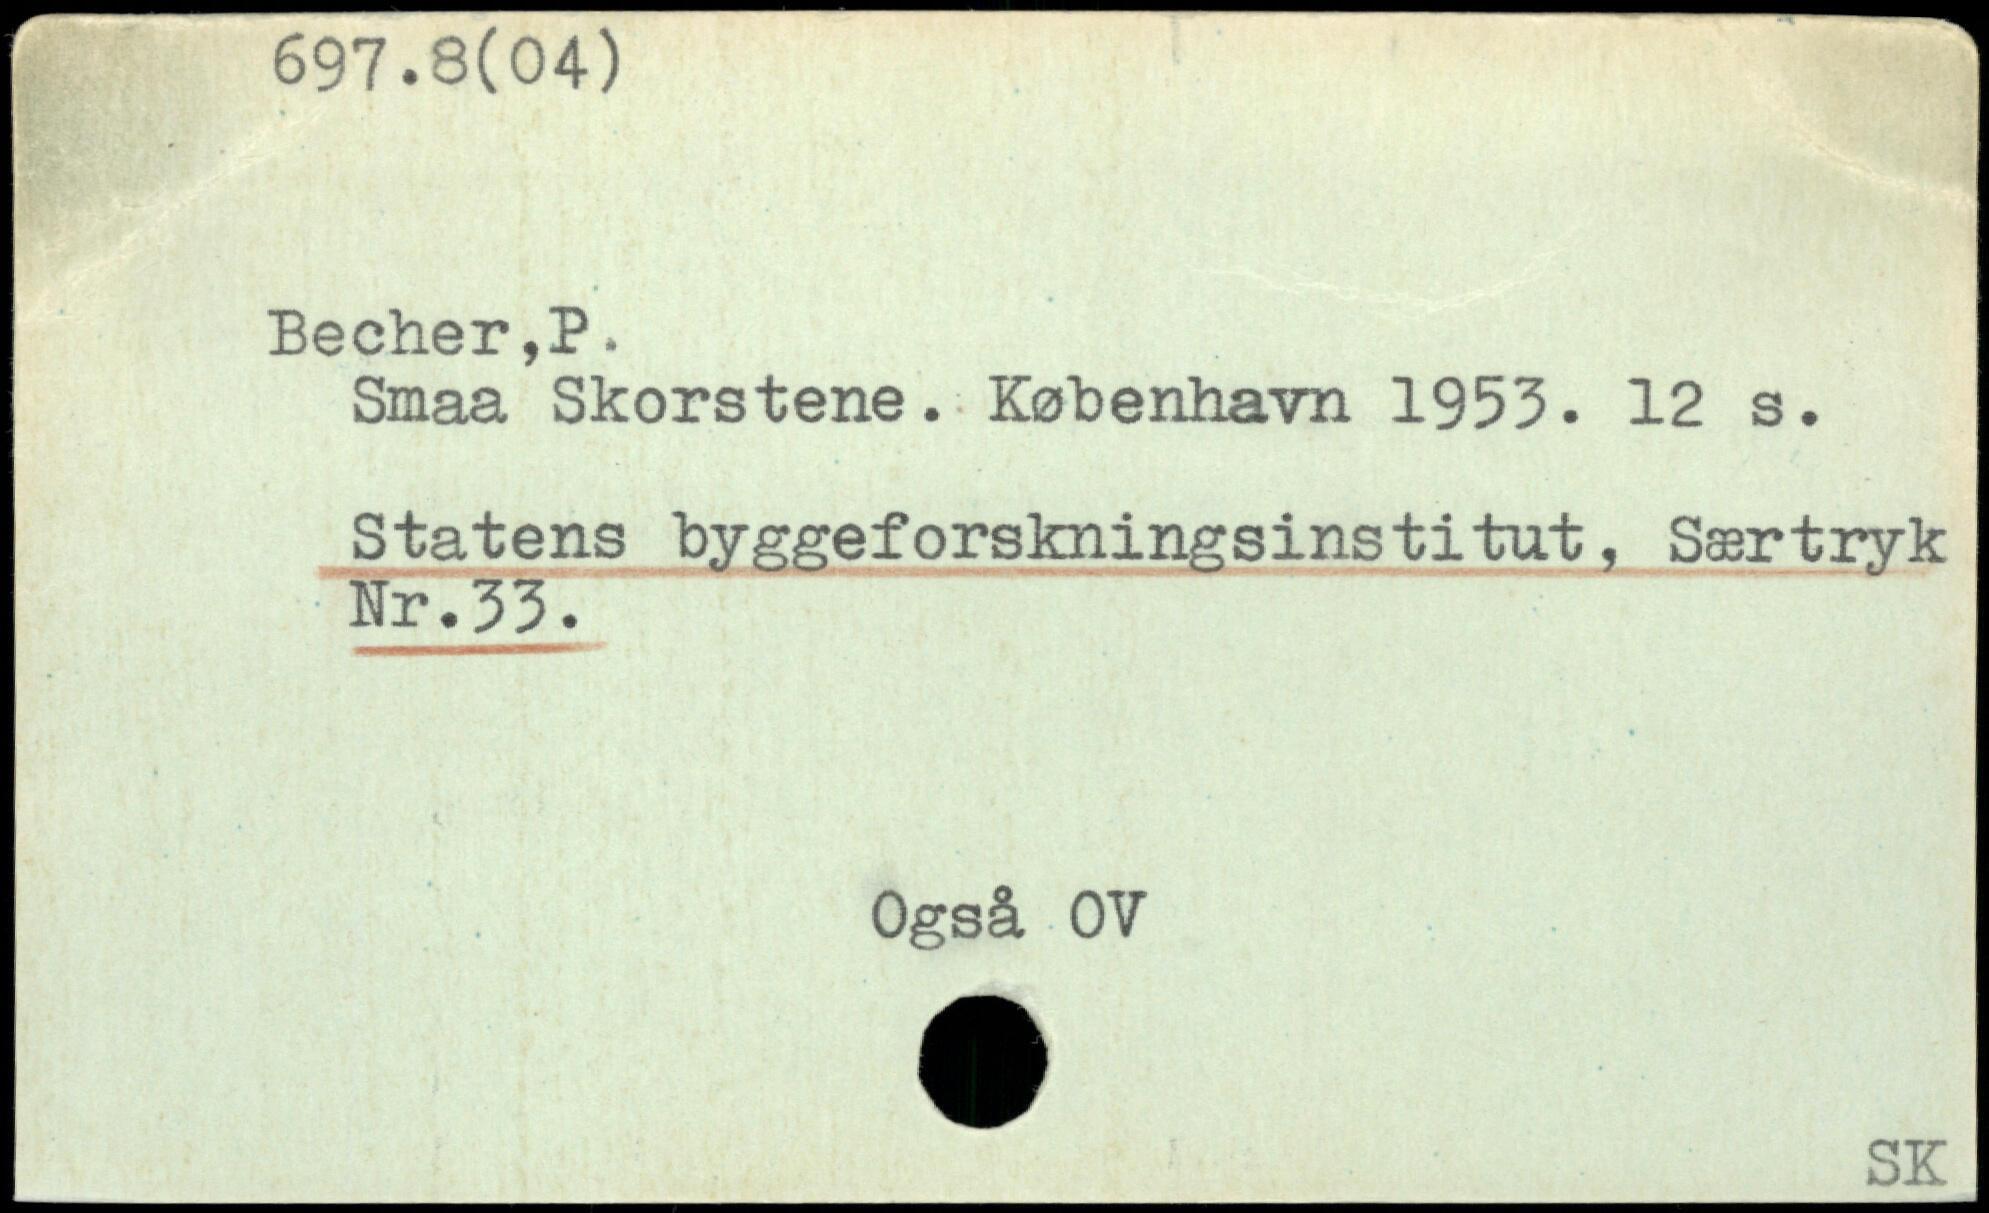 697.8(04)
Becher,P.
Smaa Skorstene. København 1953. 12 s.
Statens byggeforskningsinstitut, Særtryk
Nr.33.
Også OV
SK